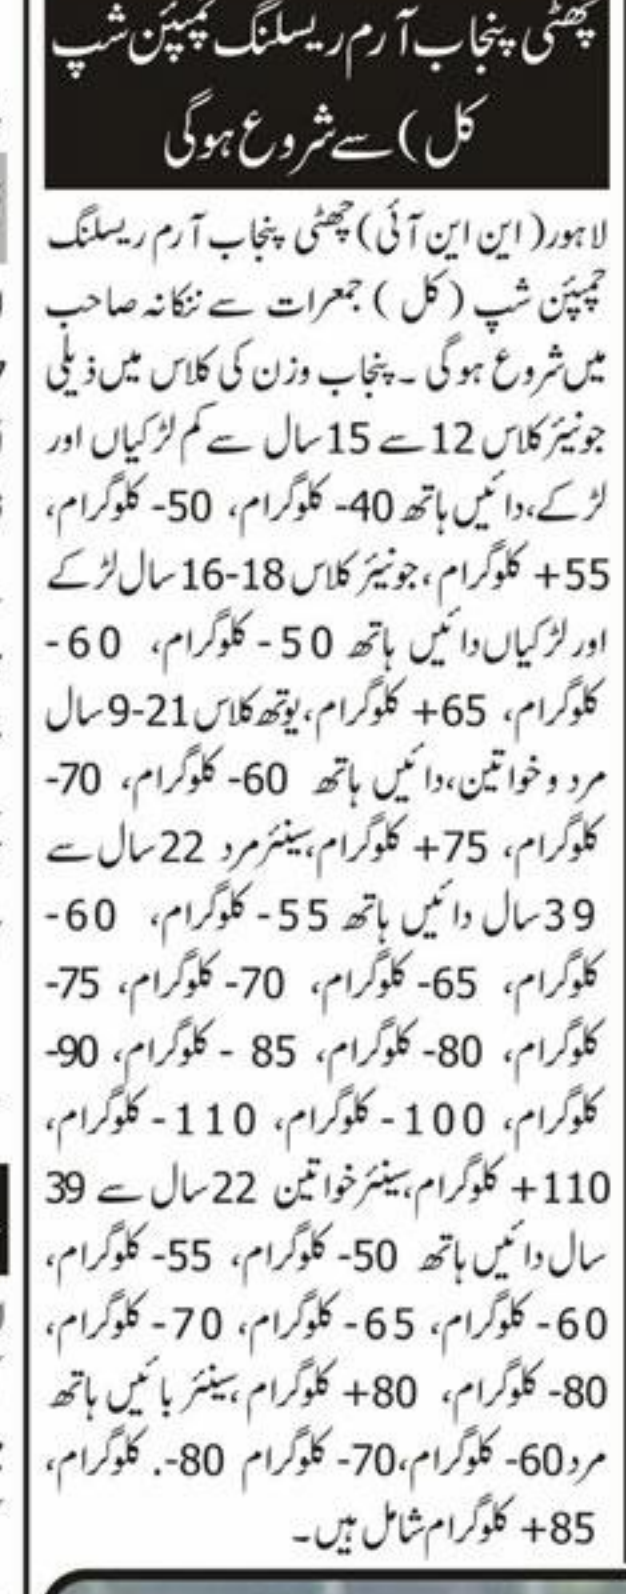 چھٹی پنجاب آرم ریسلنگ چمپئن شپ
کل) سے شروع ہوگی
لاہور( این این آئی) چھٹی پنجاب آرم ریسلنگ
چمپئن شپ ( کل ) جمعرات سے ننکانہ صاحب
میں شروع ہوگی ۔ پنجاب وزن کی کلاس میں ذیلی
جونیئر کلاس 12 سے 15 سال سے کم لڑکیاں اور
لڑکے،دائیں ہاتھ 40- کلوگرام، 50- کلوگرام،
55+ کلوگرام ،جونیئر کلاس 18-16 سال لڑکے
اور لڑکیاں دائیں ہاتھ 50- کلوگرام، 60-
کلوگرام، 65+ کلوگرام،یوتھ کلاس 21-9 سال
مرد و خواتین،دائیں ہاتھ 60- کلوگرام، 70-
کلوگرام، 75+ کلوگرام،سینئر مرد 22 سال سے
39 سال دائیں ہاتھ 55- کلوگرام، 60-
کلوگرام، 65- کلوگرام، 70- کلوگرام، 75-
کلوگرام، 80- کلوگرام، 85 - کلوگرام، 90-
کلوگرام، 100- کلوگرام، 110- کلوگرام،
110+ کلوگرام،سینئر خواتین 22 سال سے 39
سال دائیں ہاتھ 50- کلوگرام، 55- کلوگرام،
60- کلوگرام، 65- کلوگرام، 70- کلوگرام،
80- کلوگرام، 80+ کلوگرام ،سینئر بائیں ہاتھ
مرد 60- کلوگرام،70- کلوگرام 80-. کلوگرام،
85+ کلوگرام شامل ہیں۔